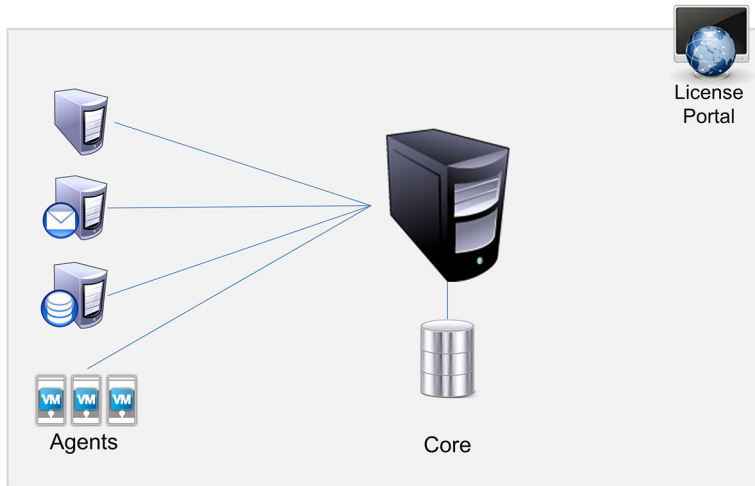 License
Portal
VM VM VM
Agents
Core